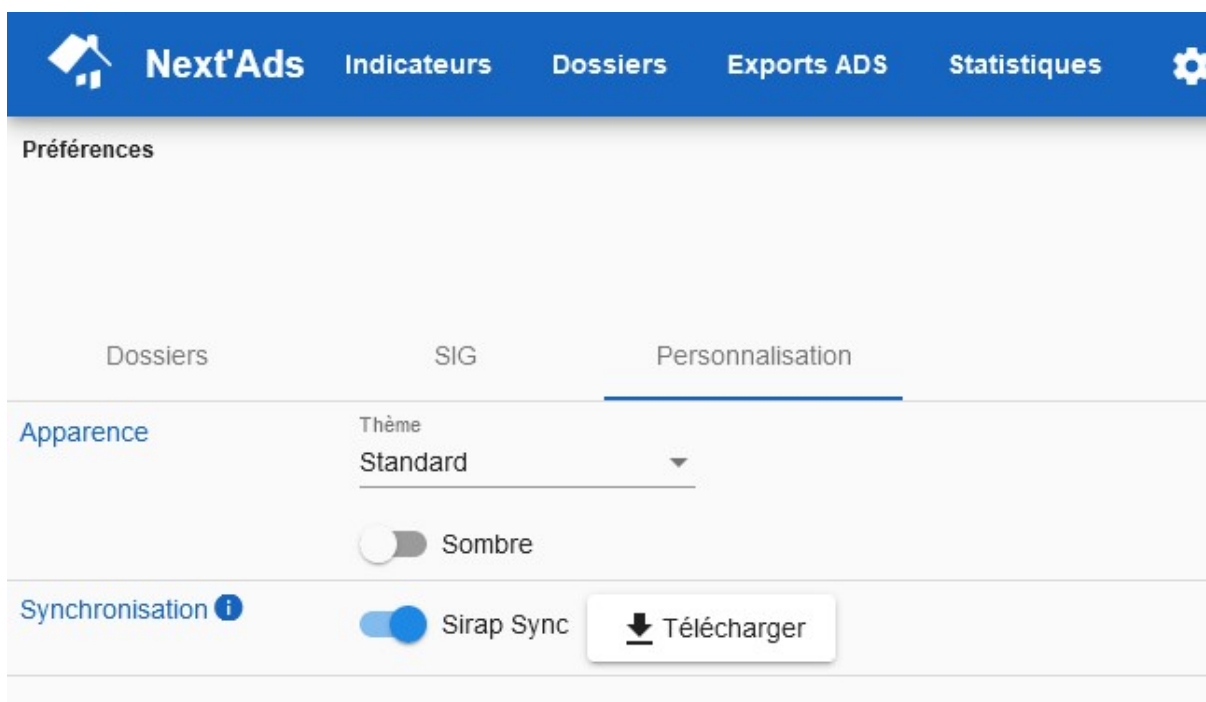 Next'Ads Indicateurs Dossiers Exports ADS Statistiques
Préférences
Dossiers SIG Personnalisation
Apparence
Thème
Standard
Sombre
Synchronisation i Sirap Sync Télécharger